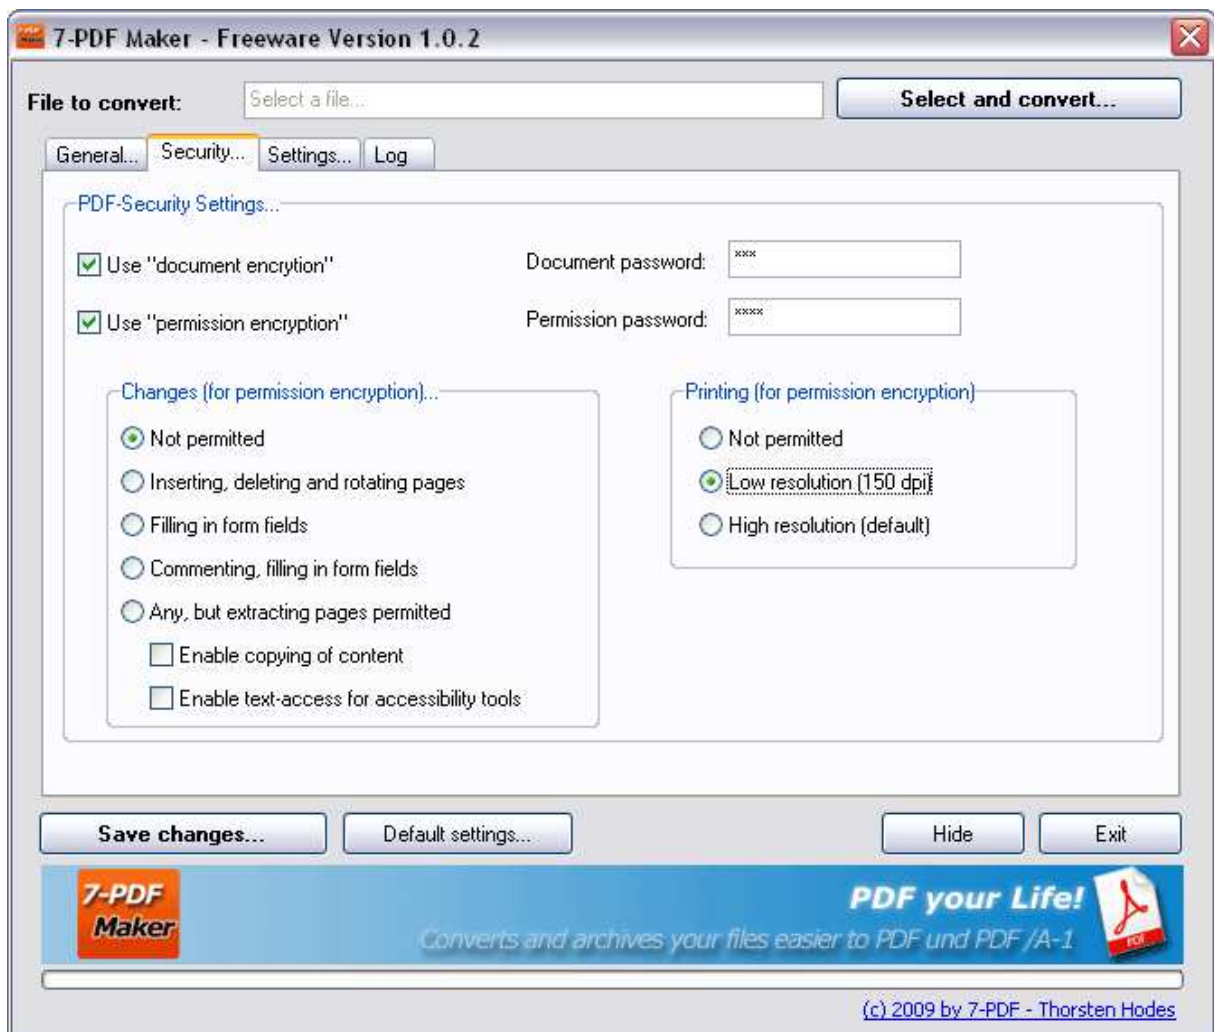 7-PDF Maker - Freeware Version 1.0.2
File to convert: Select a file... Select and convert...
General... Security... Settings... Log
PDF-Security Settings...
Use "document encrytion" Document password: ***
Use "permission encryption" Permission password: ****
Changes (for permission encryption)... Printing (for permission encryption)
Not permitted Not permitted
Inserting, deleting and rotating pages Low resolution (150 dpi)
Filling in form fields High resolution (default)
Commenting, filling in form fields
Any, but extracting pages permitted
Enable copying of content
Enable text-access for accessibility tools
Save changes... Default settings... Hide Exit
7-PDF
Maker
PDF your Life!
Converts and archives your files easier to PDF und PDF /A-1
PDF
(c) 2009 by 7-PDF - Thorsten Hodes